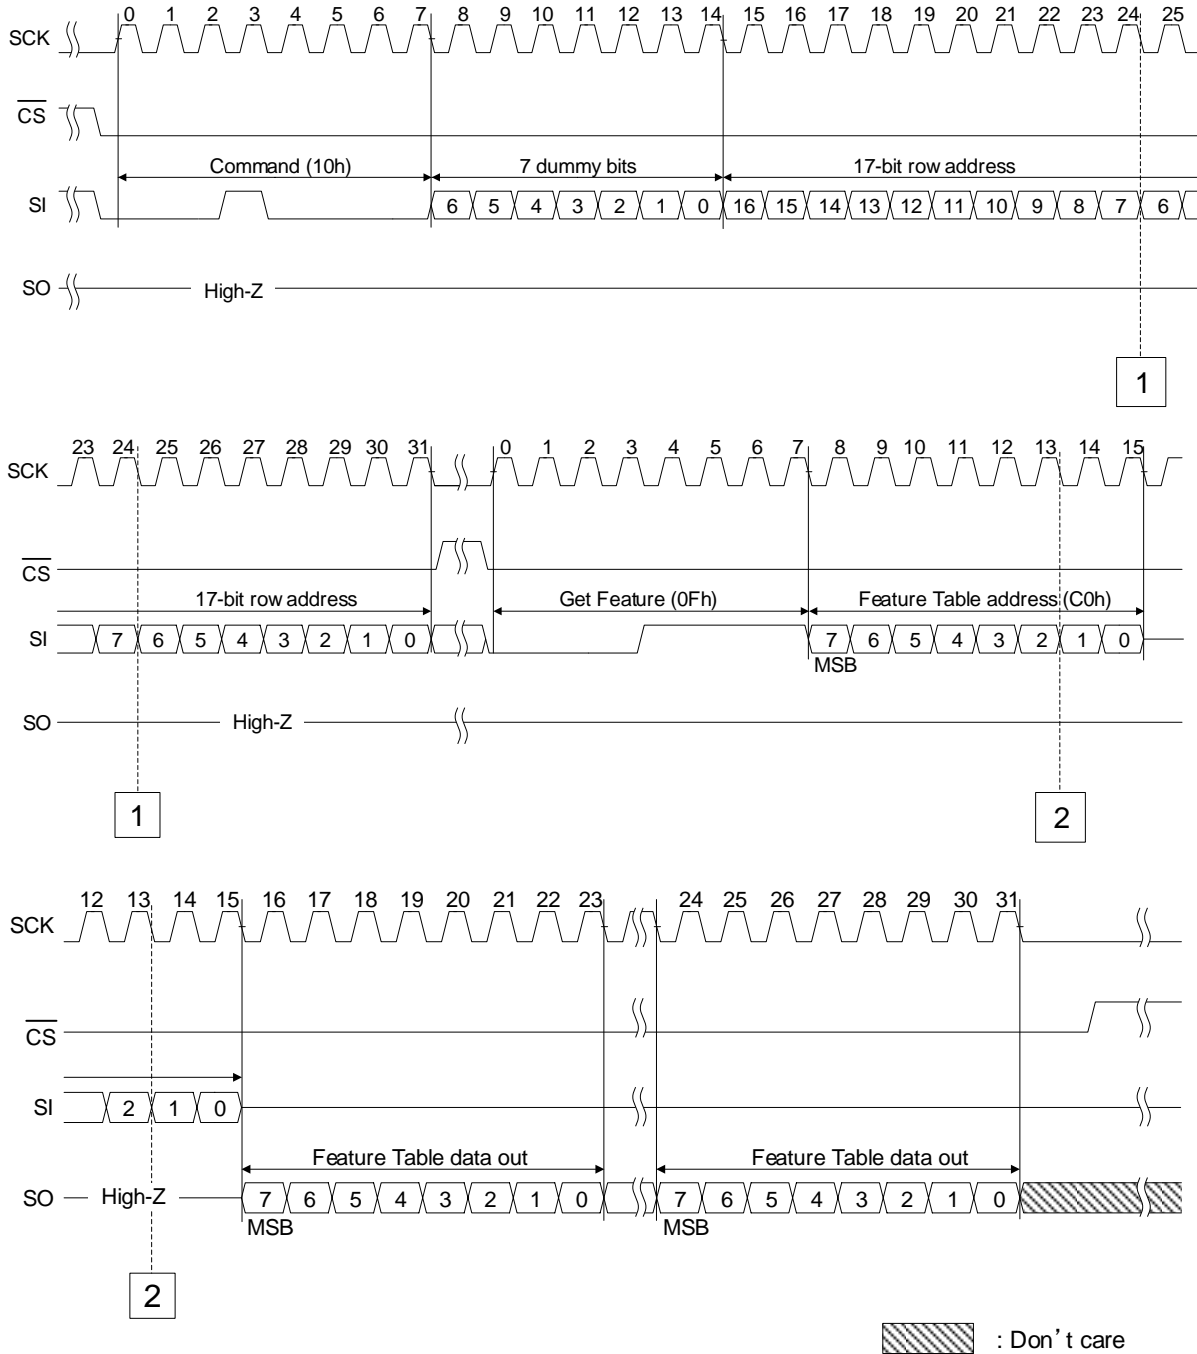 0 1 2 3 4 5 6 7 8 9 10 11 12 13 14 15 16 17 18 19 20 21 22 23 24 25
SCK
CS
Command (10h) 7 dummy bits 17-bit row address
SI 6 5 4 3 2 1 0 16 15 14 13 12 11 10 9 8 7 6
SO High-Z
1
23 24 25 26 27 28 29 30 31 0 1 2 3 4 5 6 7 8 9 10 11 12 13 14 15
SCK
CS
17-bit row address Get Feature (0Fh) Feature Table address (C0h)
SI 7 6 5 4 3 2 1 0 7 6 5 4 3 2 1 0
MSB
SO High-Z
1 2
12 13 14 15 16 17 18 19 20 21 22 23 24 25 26 27 28 29 30 31
SCK
CS
SI 2 1 0
Feature Table data out Feature Table data out
SO High-Z 7 6 5 4 3 2 1 0 7 6 5 4 3 2 1 0
MSB MSB
2
: Don't care